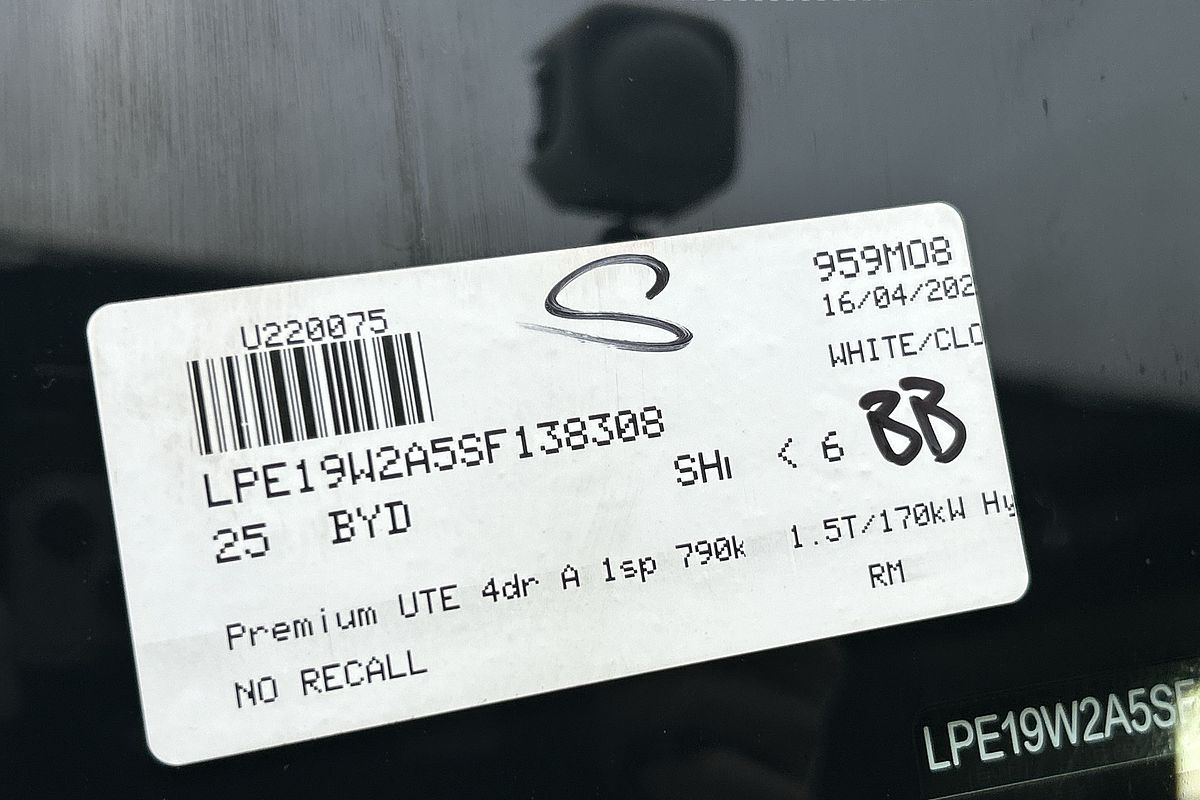 S
959M08
16/04/202
U220075
WHITE/CLO
BB
LPE19W2A5SF138308
SHı < 6
25 BYD
Premium UTE 4dr A 1sp 790k 1.5T/170kW Hy
RM
NO RECALL
LPE19W2A5SF